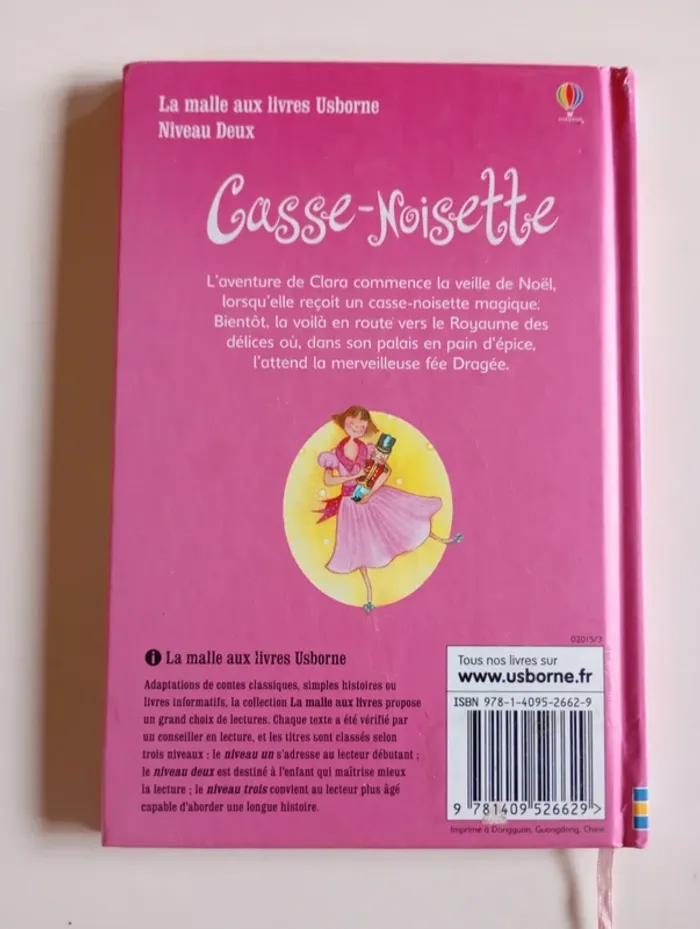 La malle aux livres Usborne
Niveau Deux
Casse-Noisette
L'aventure de Clara commence la veille de Noël,
lorsqu'elle reçoit un casse-noisette magique.
Bientôt, la voilà en route vers le Royaume des
délices où, dans son palais en pain d'épice,
l'attend la merveilleuse fée Dragée.
02015/3
La malle aux livres Usborne
Adaptations de contes classiques, simples histoires ou
livres informatifs, la collection La malle aux livres propose
un grand choix de lectures. Chaque texte a été vérifié par
un conseiller en lecture, et les titres sont classés selon
trois niveaux : le niveau un s'adresse au lecteur débutant ;
le niveau deux est destiné à l'enfant qui maîtrise mieux
la lecture ; le niveau trois convient au lecteur plus âgé
capable d'aborder une longue histoire.
Tous nos livres sur
www.usborne.fr
ISBN 978-1-4095-2662-9
9 781409 526629 >
Imprimé à Dongguan, Guangdong, Chine